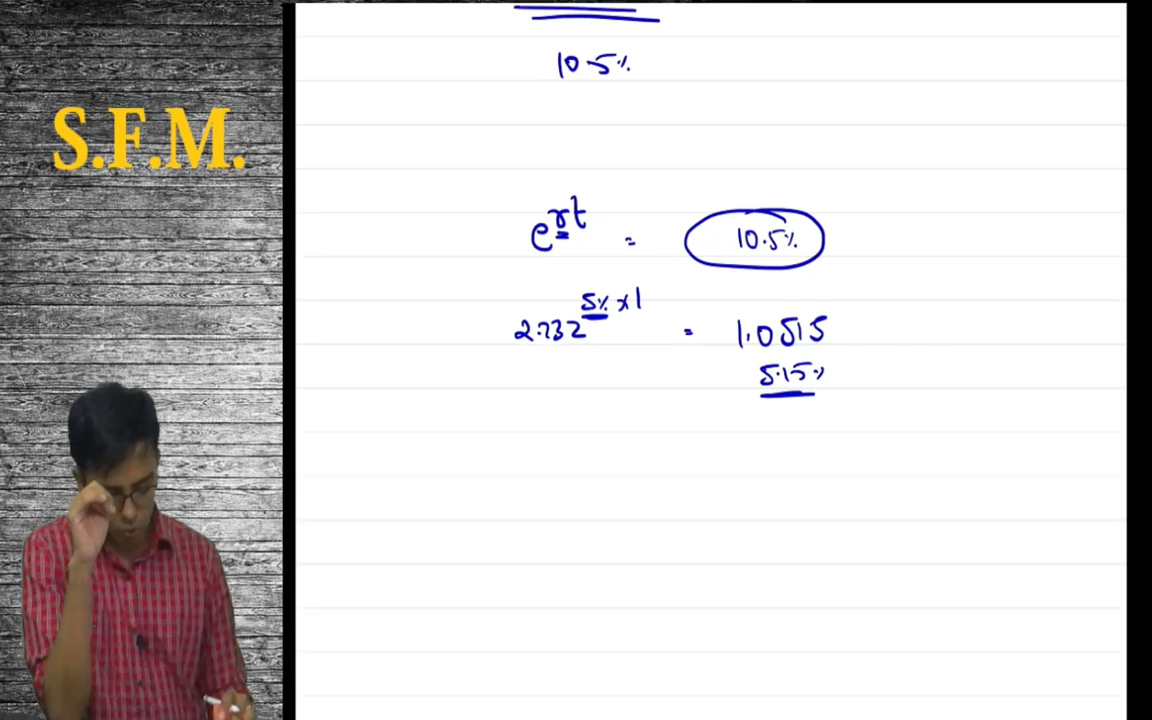 S.F.M.
10.5%
e^rt = 10.5%
2.732^5% x 1 = 1.0515
5.15%